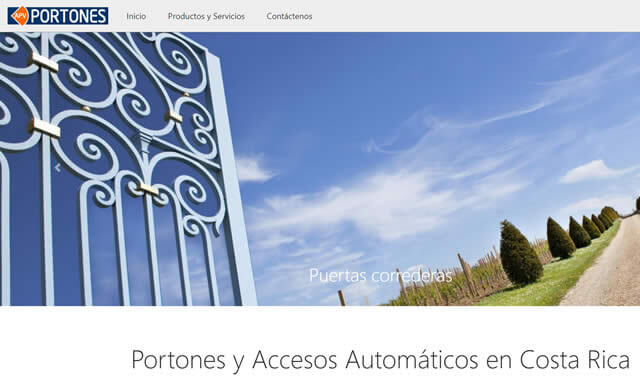 APV PORTONES
Inicio Productos y Servicios Contáctenos
Puertas correderas
Portones y Accesos Automáticos en Costa Rica